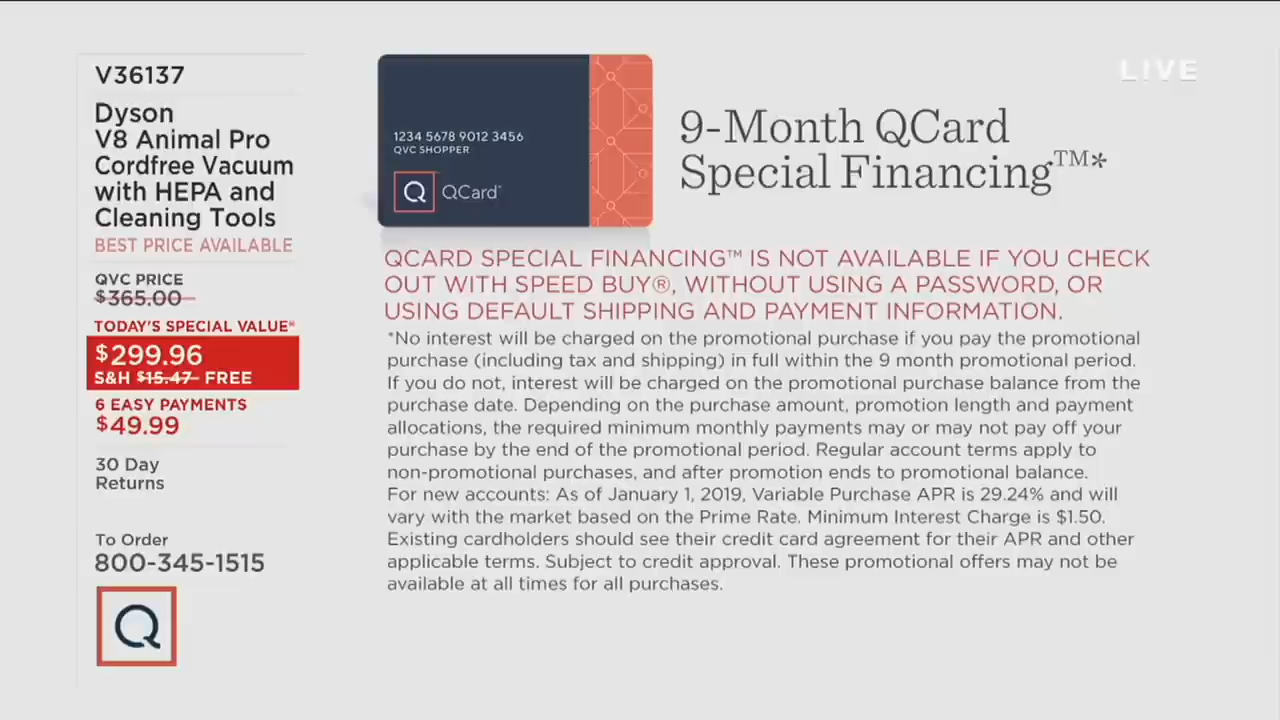 V36137
Dyson
V8 Animal Pro
Cordfree Vacuum
with HEPA and
Cleaning Tools
BEST PRICE AVAILABLE
QVC PRICE
$365.00
TODAY'S SPECIAL VALUE®
$299.96
S&H $15.47 FREE
6 EASY PAYMENTS
$49.99
30 Day
Returns
To Order
800-345-1515
Q
1234 5678 9012 3456
QVC SHOPPER
Q QCard™
LIVE
9-Month QCard
Special Financing™*
QCARD SPECIAL FINANCING™ IS NOT AVAILABLE IF YOU CHECK
OUT WITH SPEED BUY®, WITHOUT USING A PASSWORD, OR
USING DEFAULT SHIPPING AND PAYMENT INFORMATION.
*No interest will be charged on the promotional purchase if you pay the promotional
purchase (including tax and shipping) in full within the 9 month promotional period.
If you do not, interest will be charged on the promotional purchase balance from the
purchase date. Depending on the purchase amount, promotion length and payment
allocations, the required minimum monthly payments may or may not pay off your
purchase by the end of the promotional period. Regular account terms apply to
non-promotional purchases, and after promotion ends to promotional balance.
For new accounts: As of January 1, 2019, Variable Purchase APR is 29.24% and will
vary with the market based on the Prime Rate. Minimum Interest Charge is $1.50.
Existing cardholders should see their credit card agreement for their APR and other
applicable terms. Subject to credit approval. These promotional offers may not be
available at all times for all purchases.